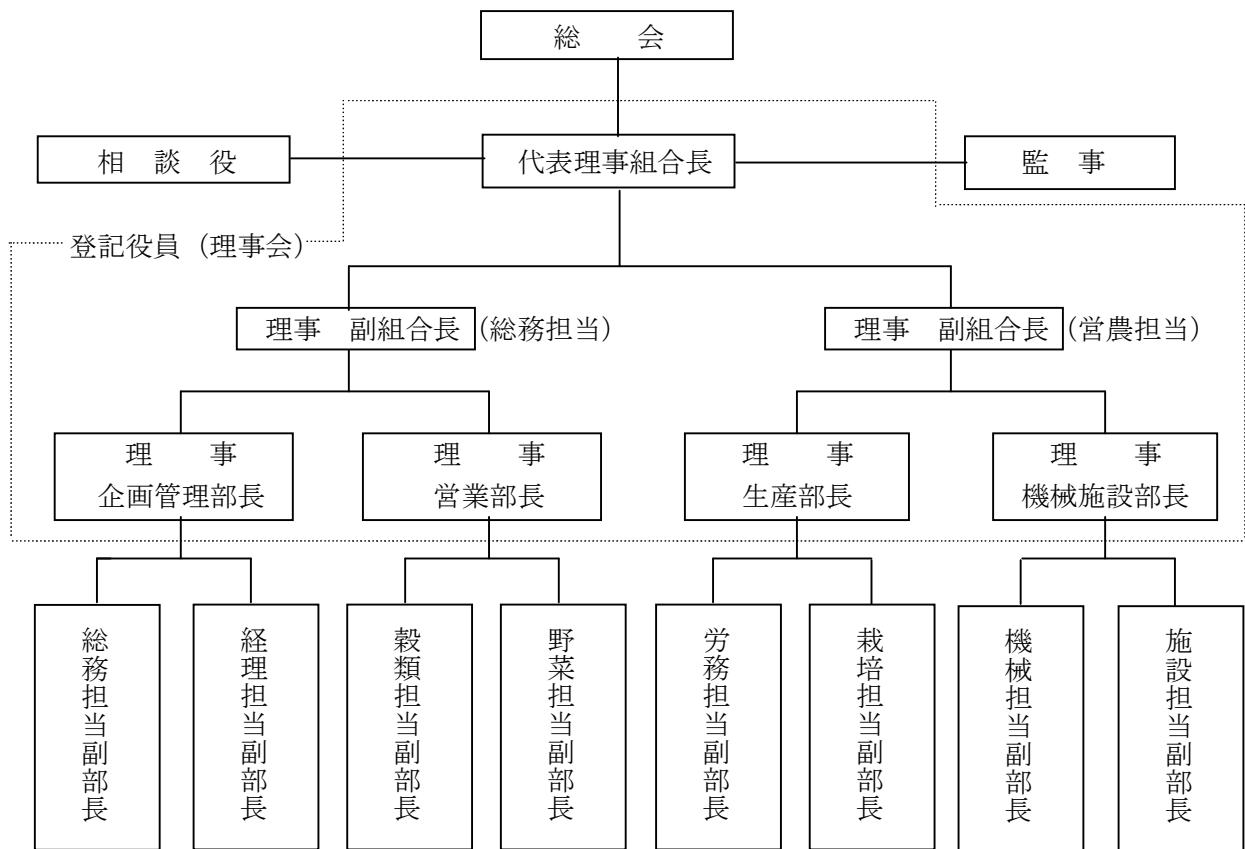 総　会
相　談　役
代表理事組合長
監　事
登記役員（理事会）
理事　副組合長
(総務担当)
理事　副組合長
(営農担当)
理　事
企画管理部長
理　事
営業部長
理　事
生産部長
理　事
機械施設部長
総務担当副部長
経理担当副部長
穀類担当副部長
野菜担当副部長
労務担当副部長
栽培担当副部長
機械担当副部長
施設担当副部長